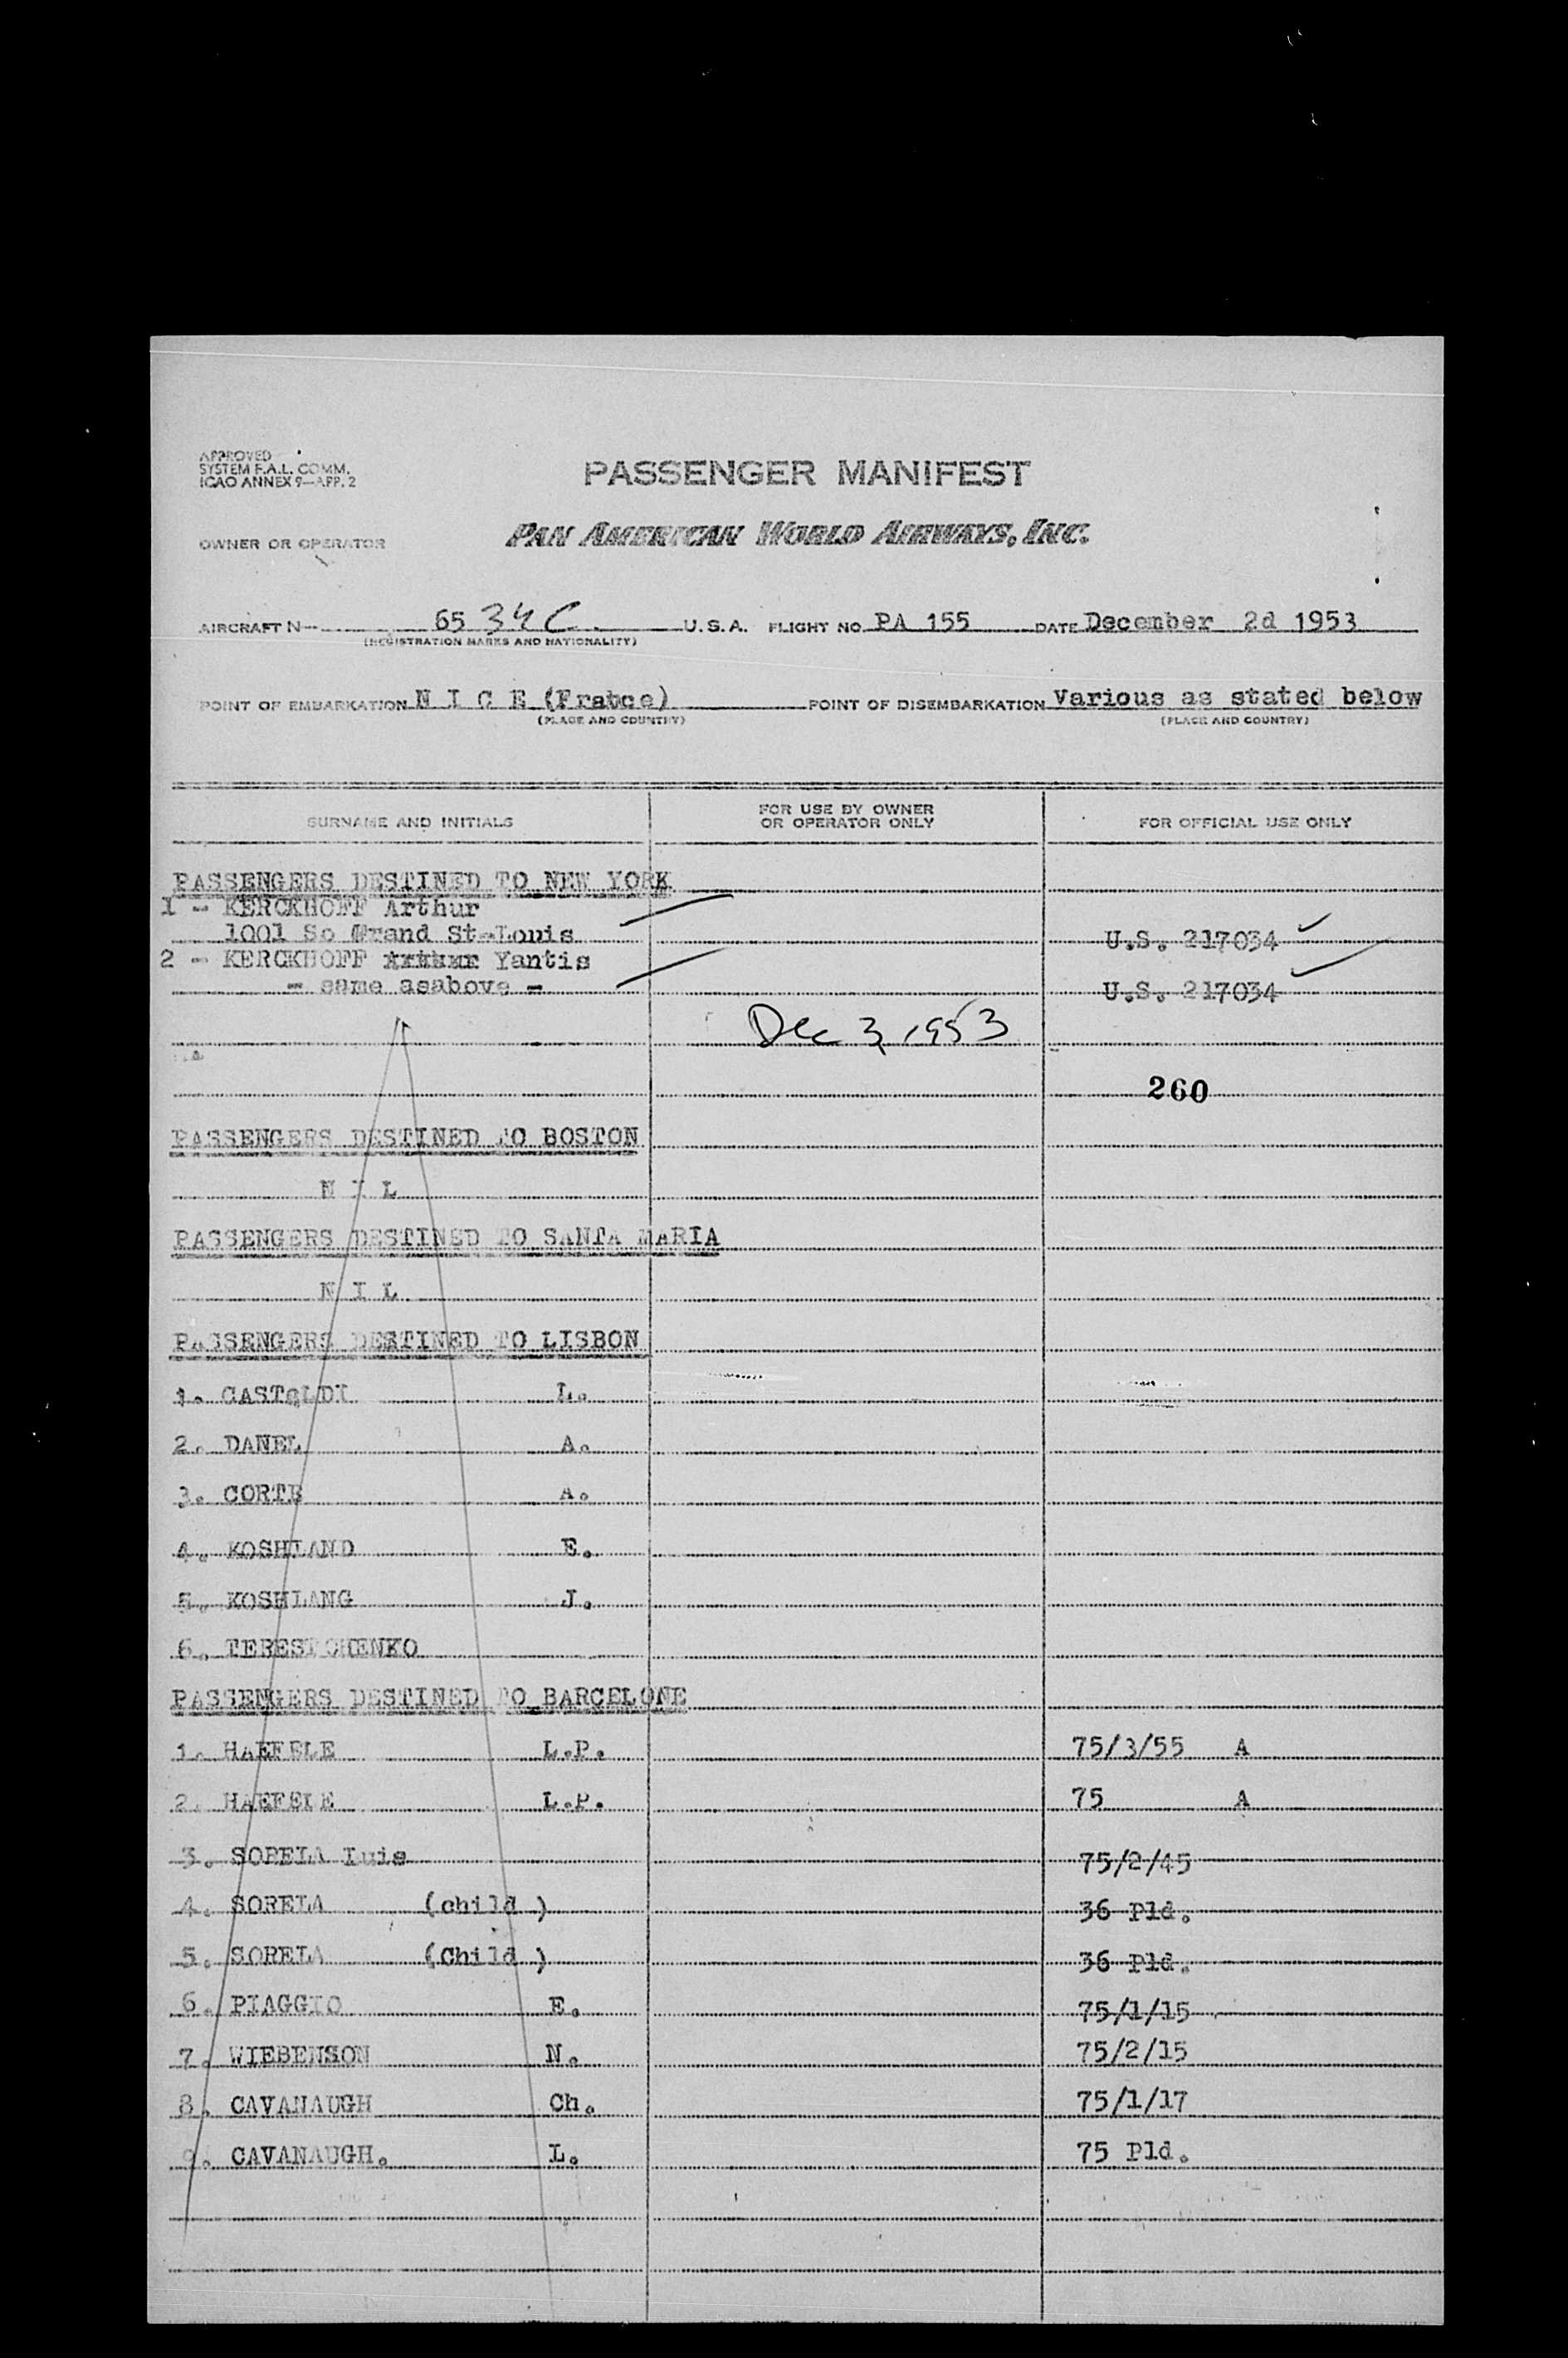 APPROVED
SYSTEM F.A.L. COMM.
ICAO ANNEX 9—APP. 2
PASSENGER MANIFEST
OWNER OR OPERATOR PAN AMERICAN WORLD AIRWAYS, INC.
AIRCRAFT N— 65 34C U.S.A. FLIGHT NO. PA 155 DATE December 2d 1953
(REGISTRATION MARKS AND NATIONALITY)
POINT OF EMBARKATION N I C E (Fratce) POINT OF DISEMBARKATION Various as stated below
(PLACE AND COUNTRY) (PLACE AND COUNTRY)
SURNAME AND INITIALS FOR USE BY OWNER OR OPERATOR ONLY FOR OFFICIAL USE ONLY
PASSENGERS DESTINED TO NEW YORK
1 - KERCKHOFF Arthur
1001 So Grand St-Louis U.S. 217034
2 - KERCKHOFF Arthur Yantis
- same asabove - U.S. 217034
Dec 3, 1953
260
PASSENGERS DESTINED TO BOSTON
N I L
PASSENGERS DESTINED TO SANTA MARIA
N I L
PASSENGERS DESTINED TO LISBON
1. CASTOLDI L.
2. DANEL A.
3. CORTE A.
4. KOSHLAND E.
5. KOSHLANG J.
6. TERESTCHENKO
PASSENGERS DESTINED TO BARCELONE
1. HAEFELE L.P. 75/3/55 A
2. HAEFELE L.P. 75 A
3. SORELA Luis 75/2/45
4. SORELA (child ) 36 Pld.
5. SORELA (Child ) 36 Pld.
6. PIAGGIO E. 75/1/15
7. WIEBENSON N. 75/2/15
8. CAVANAUGH Ch. 75/1/17
9. CAVANAUGH. L. 75 Pld.